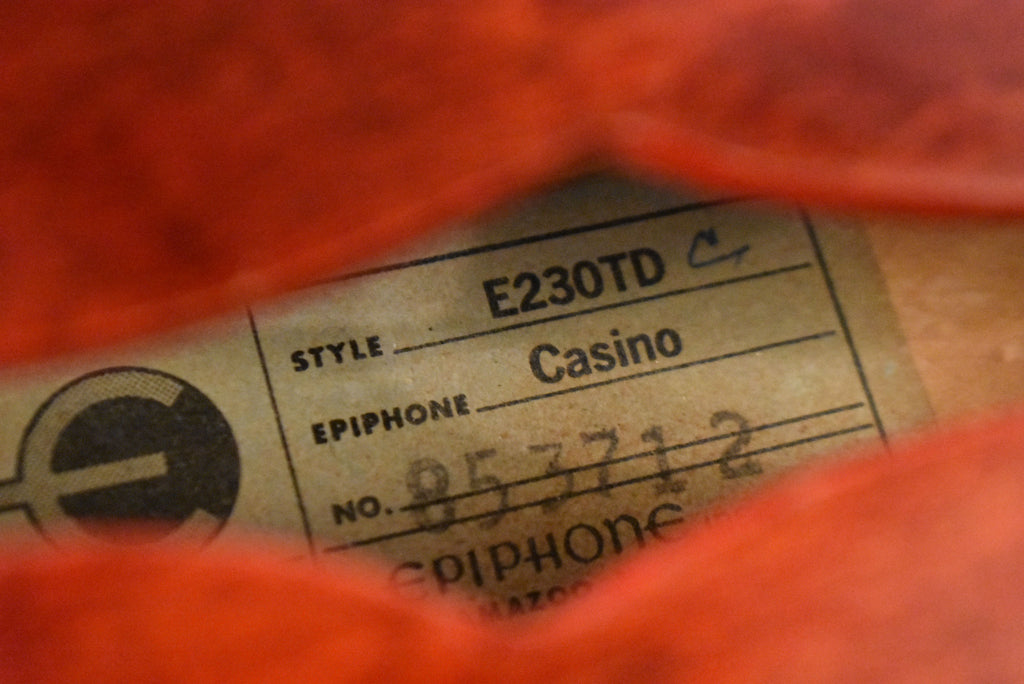 STYLE E230TD C
EPIPHONE Casino
NO. 853712
EPIPHONE